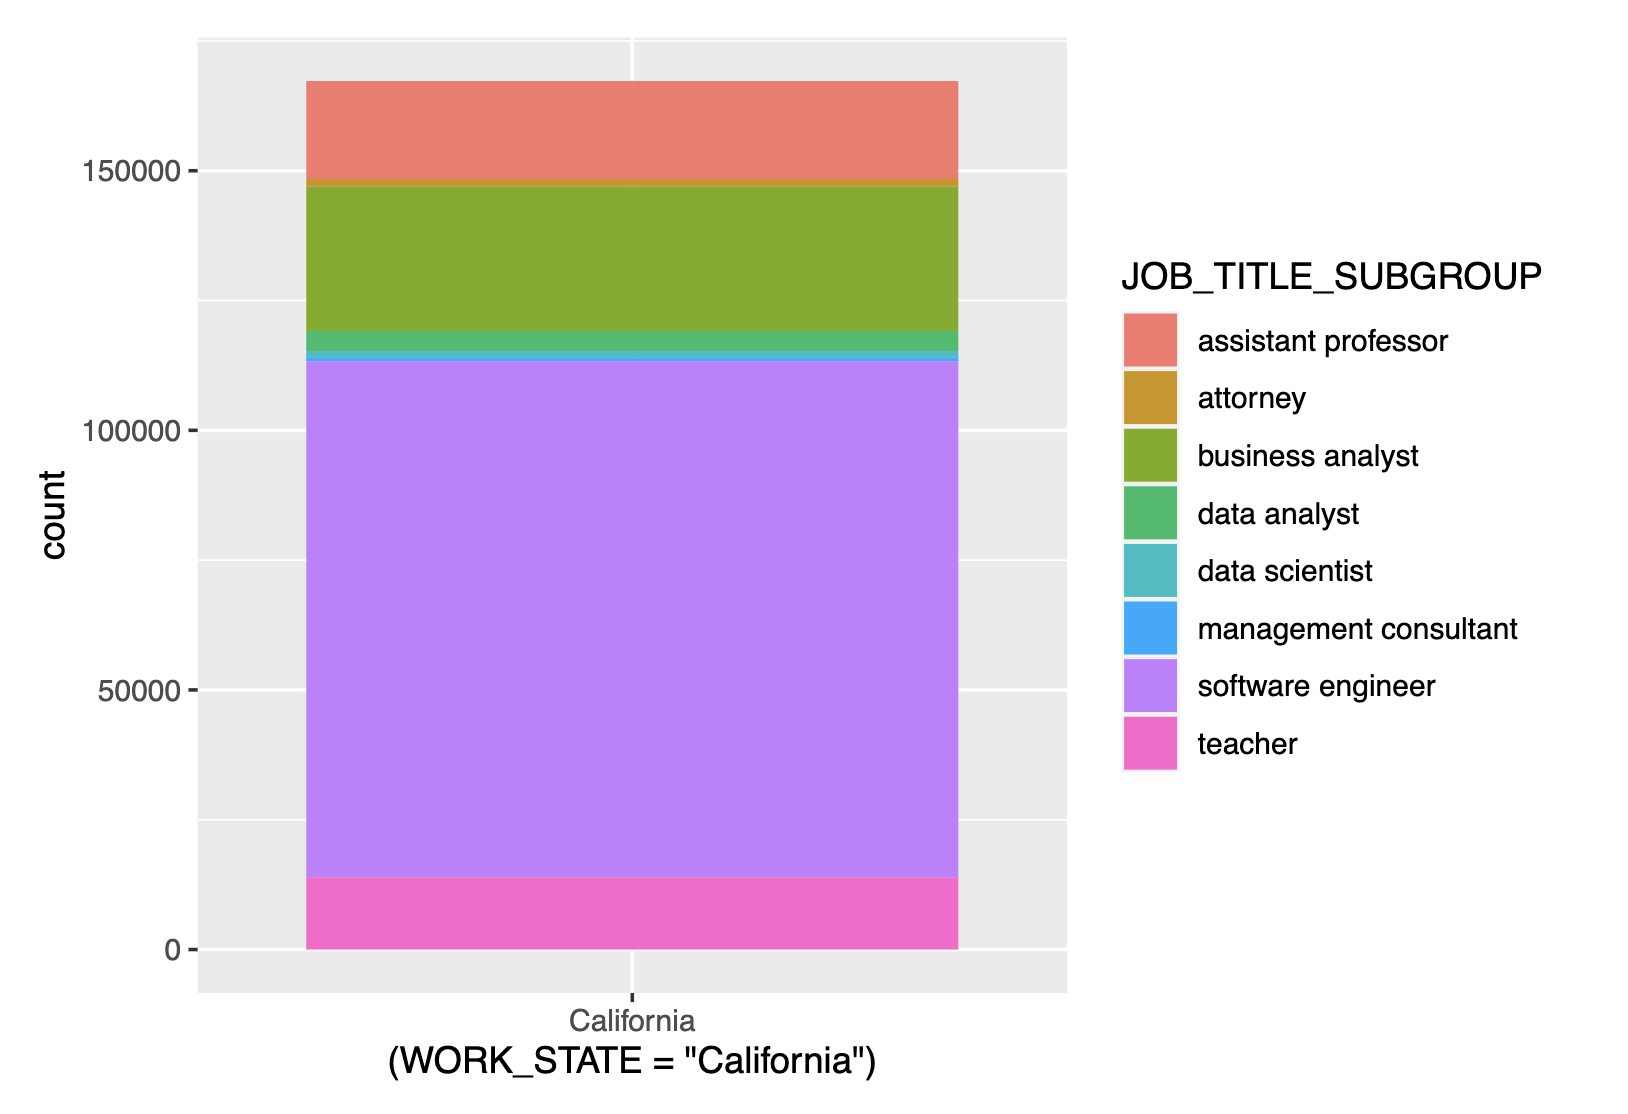 150000
100000
50000
0
count
California
(WORK_STATE = "California")
JOB_TITLE_SUBGROUP
assistant professor
attorney
business analyst
data analyst
data scientist
management consultant
software engineer
teacher